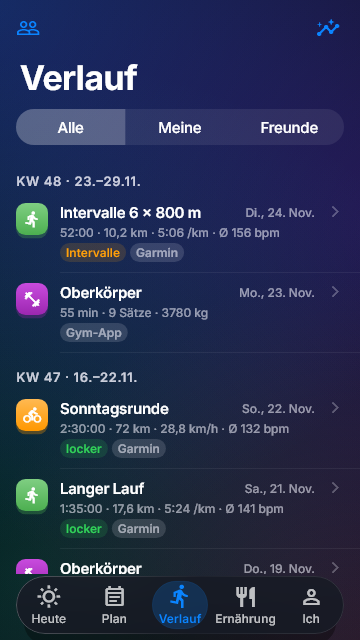 Verlauf
Alle
Meine
Freunde
KW 48 · 23.–29.11.
Intervalle 6 × 800 m
Di., 24. Nov.
52:00 · 10,2 km · 5:06 /km · Ø 156 bpm
Intervalle Garmin
Oberkörper
Mo., 23. Nov.
55 min · 9 Sätze · 3780 kg
Gym-App
KW 47 · 16.–22.11.
Sonntagsrunde
So., 22. Nov.
2:30:00 · 72 km · 28,8 km/h · Ø 132 bpm
locker Garmin
Langer Lauf
Sa., 21. Nov.
1:35:00 · 17,6 km · 5:24 /km · Ø 141 bpm
locker Garmin
Oberkörper
Do., 19. Nov.
Heute
Plan
Verlauf
Ernährung
Ich